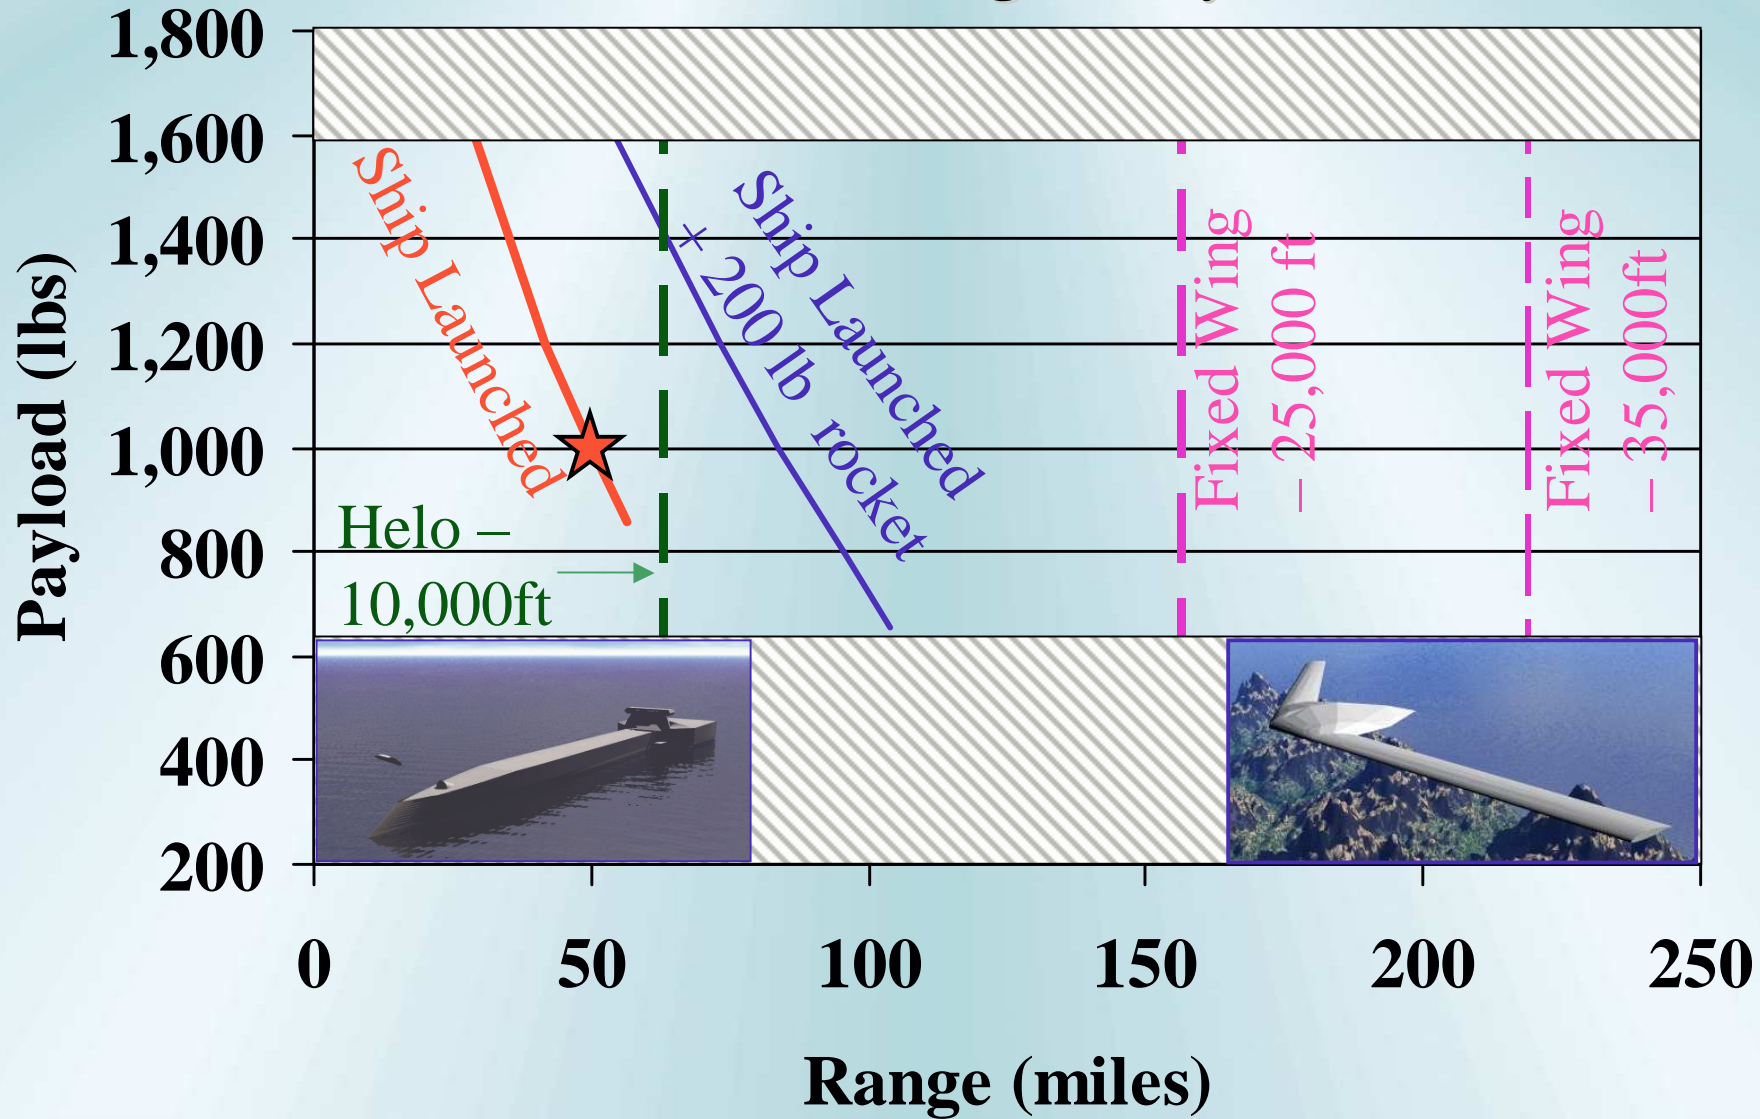 1,800
1,600
1,400
1,200
1,000
800
600
400
200
Payload (lbs)
Ship Launched
Ship Launched
+ 200 lb rocket
Helo –
10,000ft
Fixed Wing
– 25,000 ft
Fixed Wing
– 35,000ft
0
50
100
150
200
250
Range (miles)